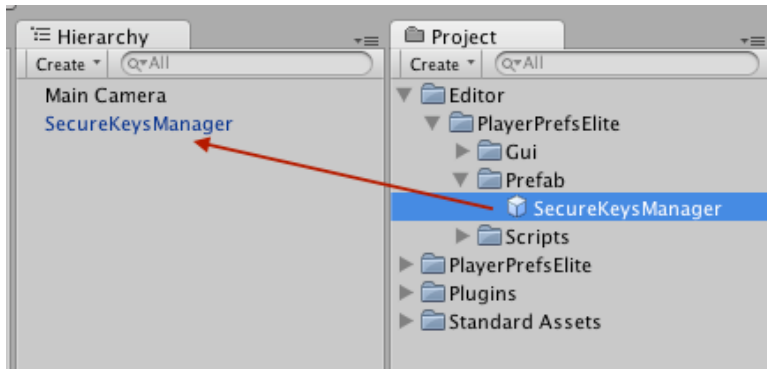 Hierarchy
Create
All
Main Camera
SecureKeysManager
Project
Create
All
Editor
PlayerPrefsElite
Gui
Prefab
SecureKeysManager
Scripts
PlayerPrefsElite
Plugins
Standard Assets